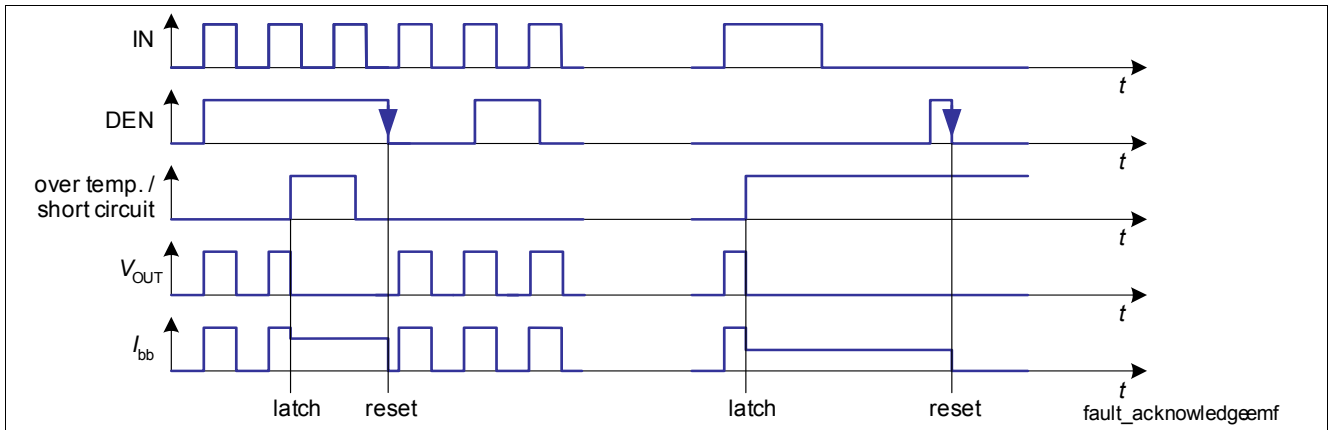 IN
t
DEN
t
over temp. /
short circuit
t
VOUT
t
Ibb
t
latch
reset
latch
reset
fault_acknowledgeemf